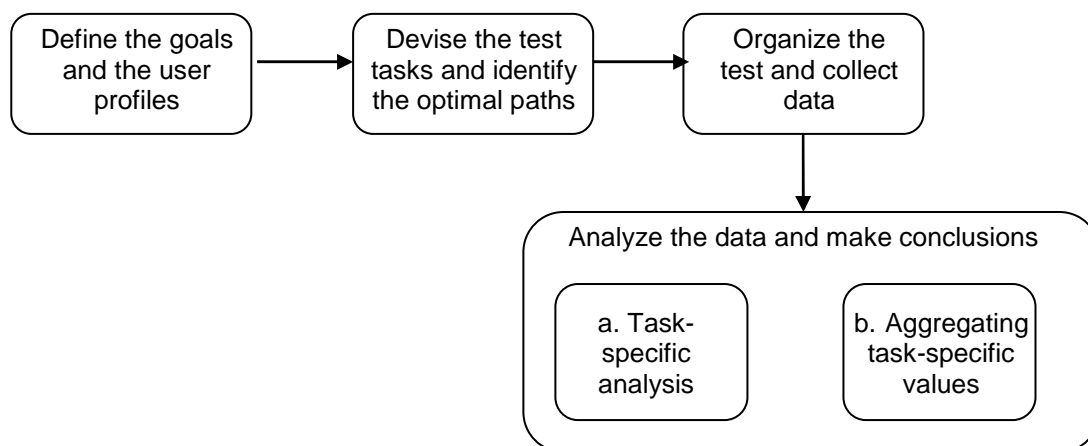 Define the goals
and the user
profiles
Devise the test
tasks and identify
the optimal paths
Organize the
test and collect
data
Analyze the data and make conclusions
a. Task-
specific
analysis
b. Aggregating
task-specific
values